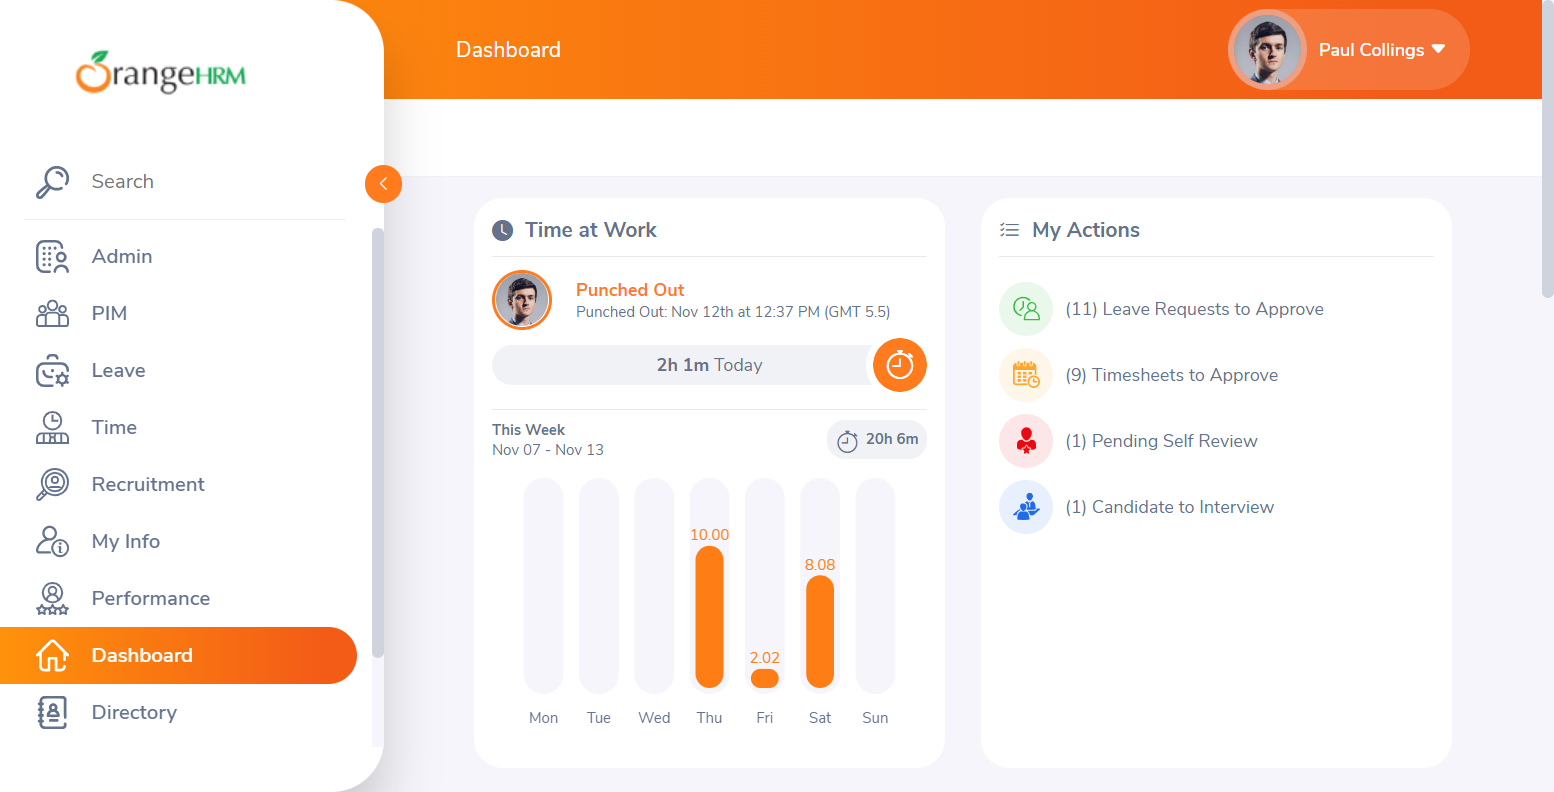 OrangeHRM
Search
Admin
PIM
Leave
Time
Recruitment
My Info
Performance
Dashboard
Directory
Dashboard
Paul Collings
Time at Work
Punched Out
Punched Out: Nov 12th at 12:37 PM (GMT 5.5)
2h 1m Today
This Week
Nov 07 - Nov 13
20h 6m
10.00
2.02
8.08
Mon Tue Wed Thu Fri Sat Sun
My Actions
(11) Leave Requests to Approve
(9) Timesheets to Approve
(1) Pending Self Review
(1) Candidate to Interview